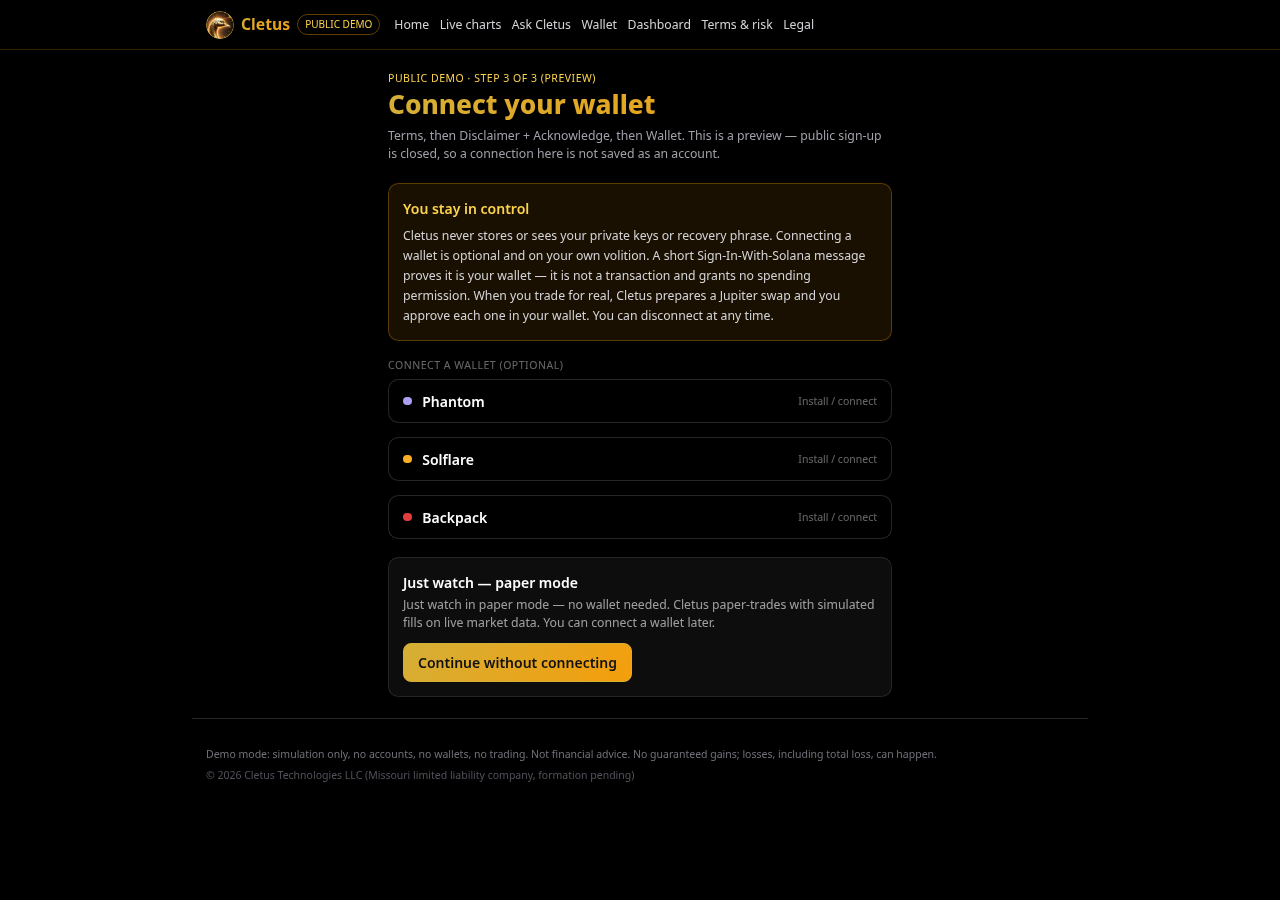 Cletus PUBLIC DEMO Home Live charts Ask Cletus Wallet Dashboard Terms & risk Legal
PUBLIC DEMO · STEP 3 OF 3 (PREVIEW)
Connect your wallet
Terms, then Disclaimer + Acknowledge, then Wallet. This is a preview — public sign-up
is closed, so a connection here is not saved as an account.
You stay in control
Cletus never stores or sees your private keys or recovery phrase. Connecting a
wallet is optional and on your own volition. A short Sign-In-With-Solana message
proves it is your wallet — it is not a transaction and grants no spending
permission. When you trade for real, Cletus prepares a Jupiter swap and you
approve each one in your wallet. You can disconnect at any time.
CONNECT A WALLET (OPTIONAL)
Phantom Install / connect
Solflare Install / connect
Backpack Install / connect
Just watch — paper mode
Just watch in paper mode — no wallet needed. Cletus paper-trades with simulated
fills on live market data. You can connect a wallet later.
Continue without connecting
Demo mode: simulation only, no accounts, no wallets, no trading. Not financial advice. No guaranteed gains; losses, including total loss, can happen.
© 2026 Cletus Technologies LLC (Missouri limited liability company, formation pending)